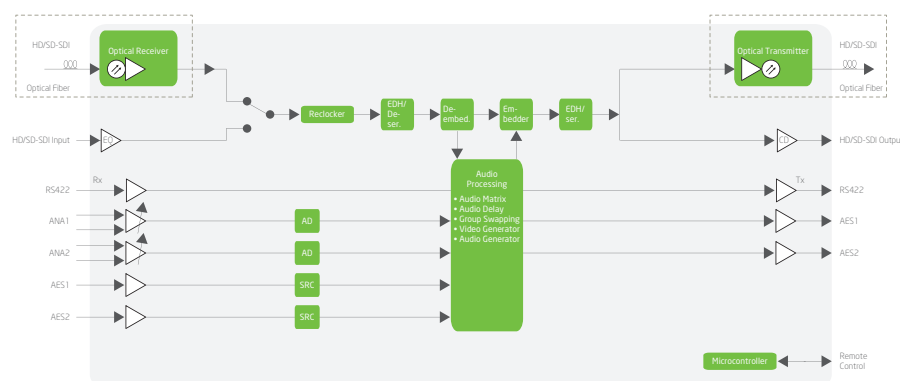 HD/SD-SDI
Optical Fiber
Optical Receiver
Optical Transmitter
HD/SD-SDI
Optical Fiber
HD/SD-SDI Input
EQ
Reclocker
EDH/
De-
ser.
De-
embed.
Em-
bedder
EDH/
ser.
CD
HD/SD-SDI Outpu
Rx
Tx
RS422
RS422
ANA1
AD
AES1
ANA2
AD
AES2
AES1
SRC
AES2
SRC
Audio
Processing
• Audio Matrix
• Audio Delay
• Group Swapping
• Video Generator
• Audio Generator
Microcontroller
Remote
Control